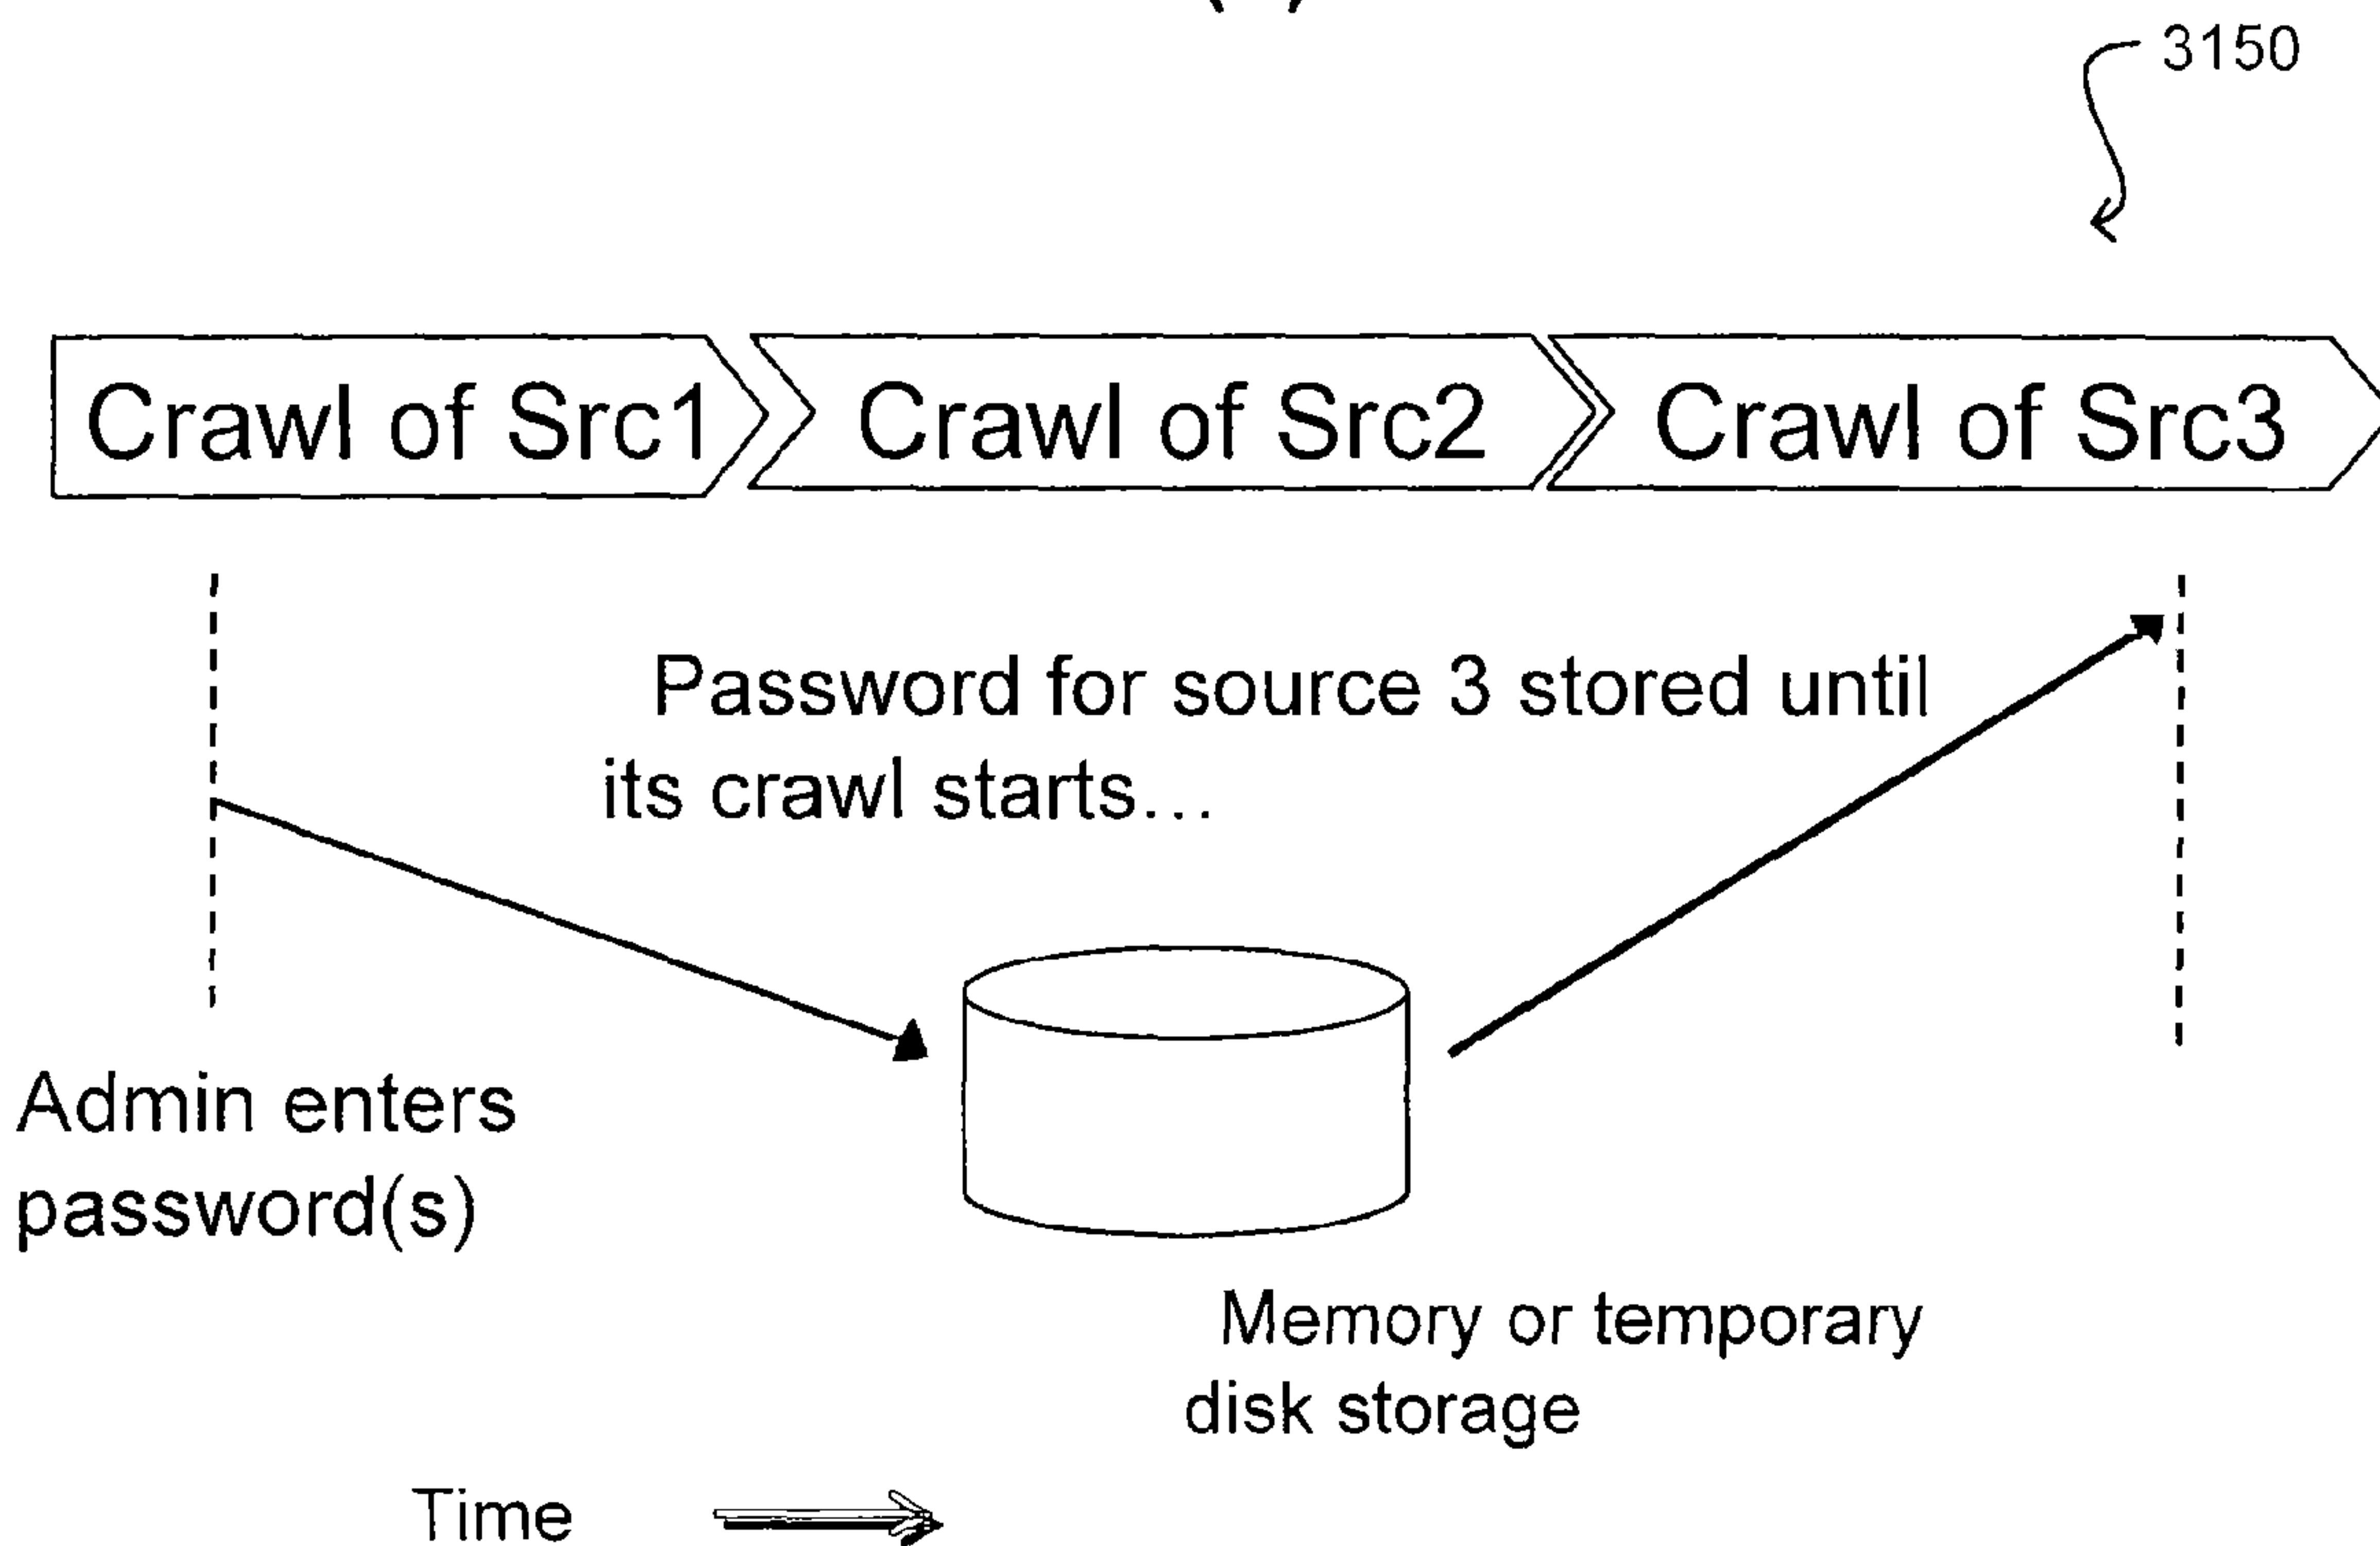 3150
Crawl of Src1
Crawl of Src2
Crawl of Src3
Password for source 3 stored until
its crawl starts...
Admin enters
password(s)
Memory or temporary
disk storage
Time